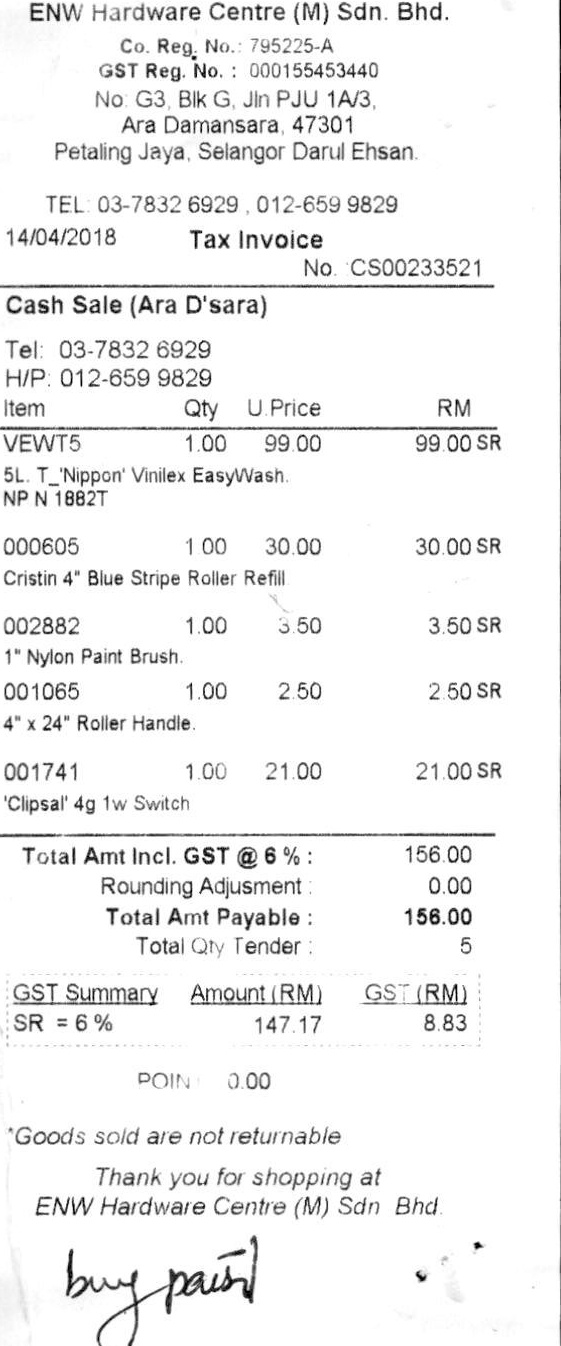 ENW Hardware Centre (M) Sdn. Bhd.
Co. Reg. No.: 795225-A
GST Reg. No. : 000155453440
No: G3, Blk G, Jln PJU 1A/3,
Ara Damansara, 47301
Petaling Jaya, Selangor Darul Ehsan.
TEL: 03-7832 6929 , 012-659 9829
14/04/2018 Tax Invoice
No. :CS00233521
Cash Sale (Ara D'sara)
Tel: 03-7832 6929
H/P: 012-659 9829
Item Qty U.Price RM
VEWT5 1.00 99.00 99.00 SR
5L. T_'Nippon' Vinilex EasyWash.
NP N 1882T
000605 1.00 30.00 30.00 SR
Cristin 4" Blue Stripe Roller Refill
002882 1.00 3.50 3.50 SR
1" Nylon Paint Brush.
001065 1.00 2.50 2.50 SR
4" x 24" Roller Handle.
001741 1.00 21.00 21.00 SR
'Clipsal' 4g 1w Switch
Total Amt Incl. GST @ 6 % : 156.00
Rounding Adjusment : 0.00
Total Amt Payable : 156.00
Total Qty Tender : 5
GST Summary Amount (RM) GST (RM)
SR = 6 % 147.17 8.83
POIN : 0.00
*Goods sold are not returnable
Thank you for shopping at
ENW Hardware Centre (M) Sdn Bhd.
buy